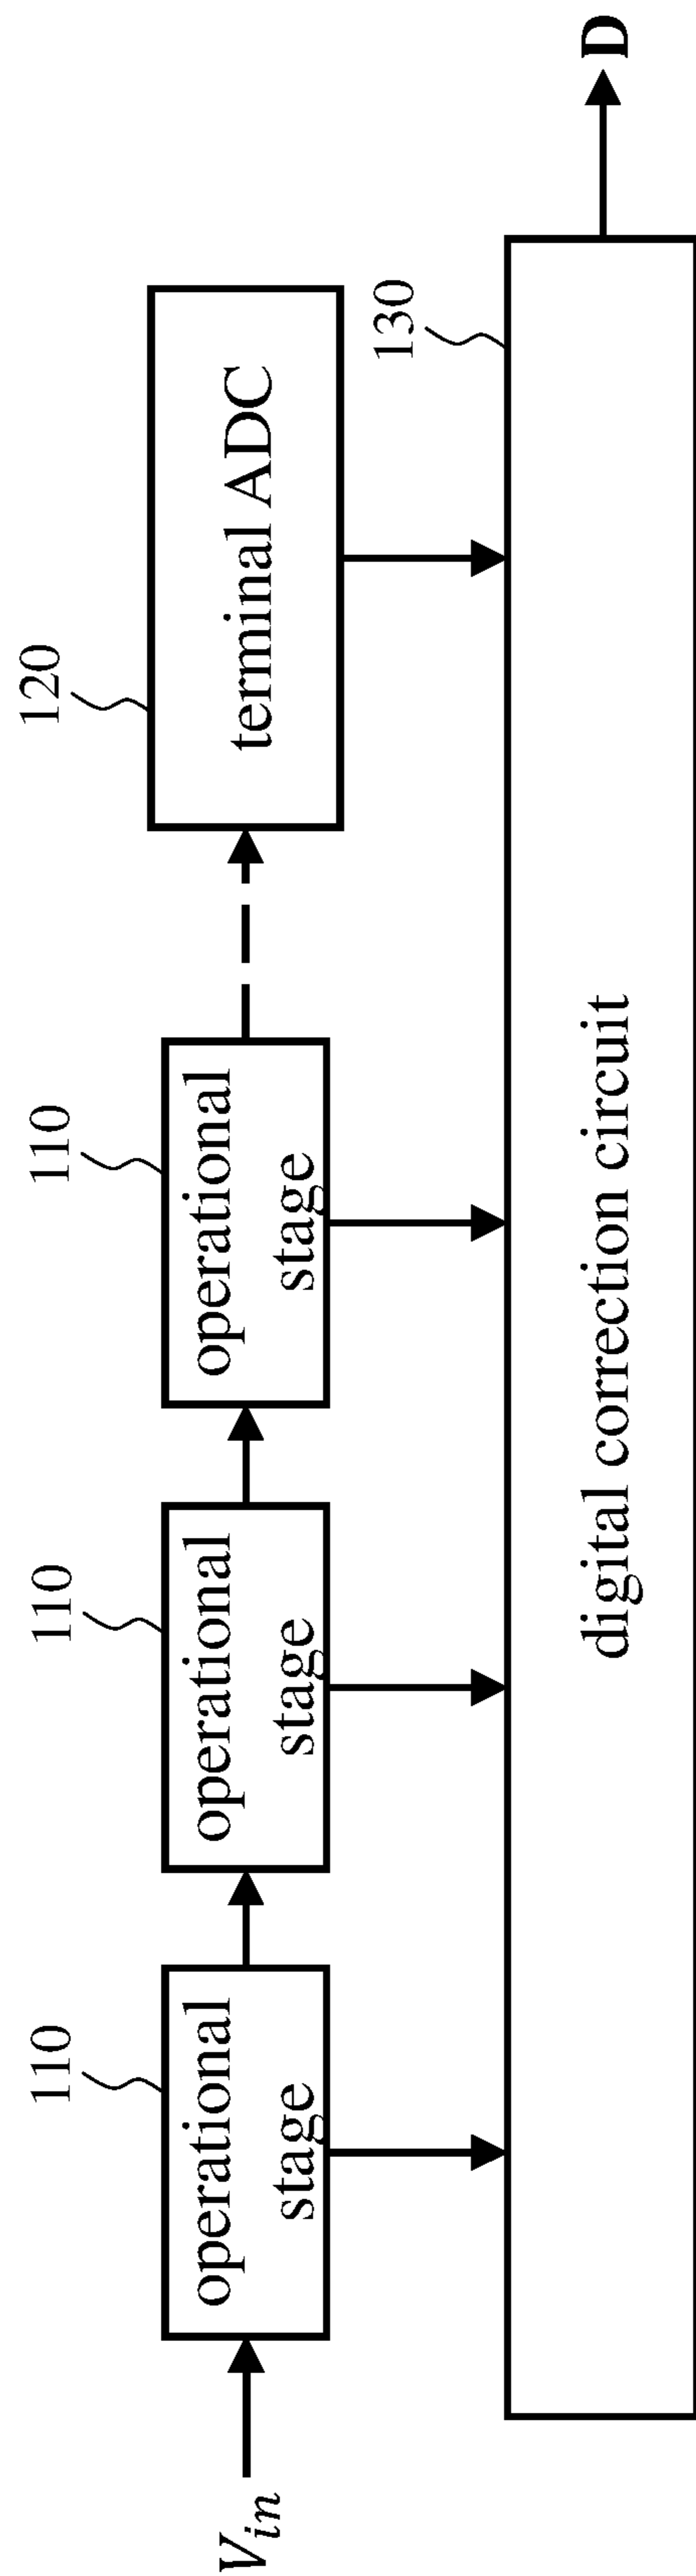 110
110
110
120
V_in
operational
stage
operational
stage
operational
stage
terminal ADC
130
digital correction circuit
D